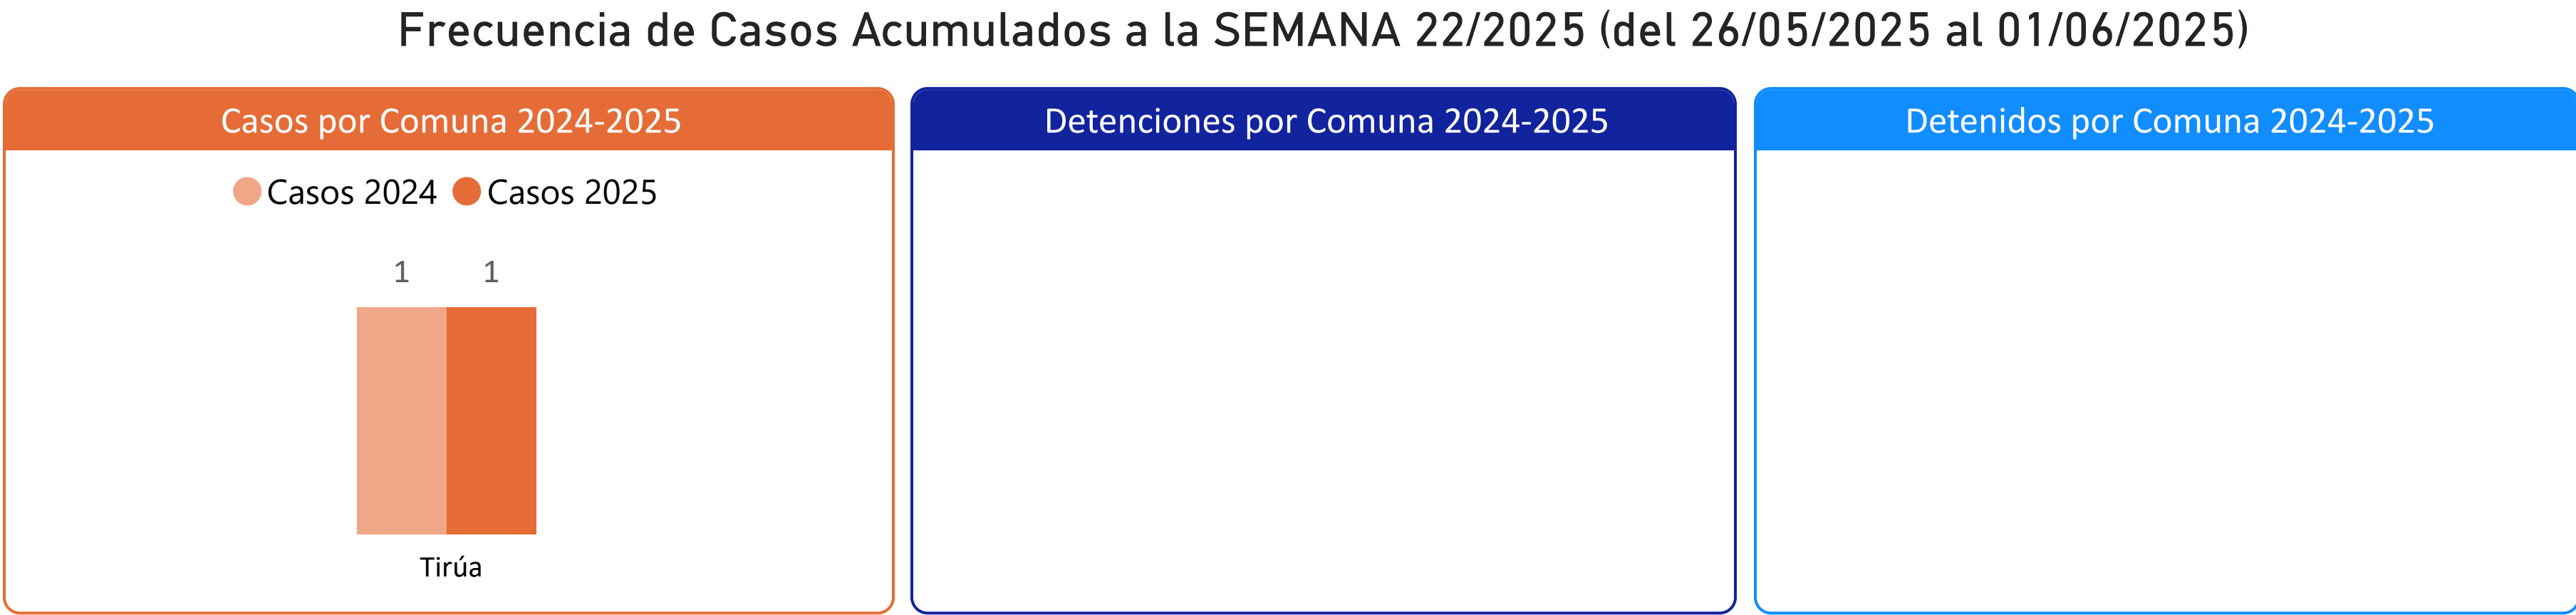 Frecuencia de Casos Acumulados a la SEMANA 22/2025 (del 26/05/2025 al 01/06/2025)
Casos por Comuna 2024-2025
Casos 2024 Casos 2025
1 1
Tirúa
Detenciones por Comuna 2024-2025
Detenidos por Comuna 2024-2025